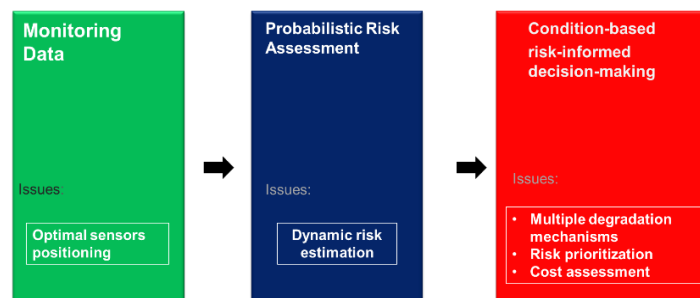 Monitoring
Data
Issues:
Optimal sensors
positioning
Probabilistic Risk
Assessment
Issues:
Dynamic risk
estimation
Condition-based
risk-informed
decision-making
Issues:
• Multiple degradation
mechanisms
• Risk prioritization
• Cost assessment